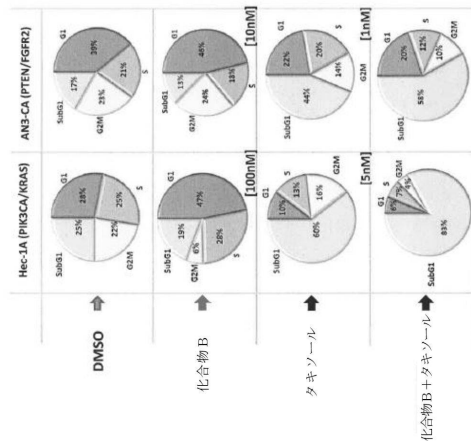 Hec-1A (PIK3CA/KRAS)
AN3-CA (PTEN/FGFR2)
DMSO
SubG1 25%
G1 28%
S 25%
G2M 22%
SubG1 17%
G1 39%
S 21%
G2M 23%
化合物B
[100nM]
SubG1 19%
G1 47%
S 28%
G2M 6%
[10nM]
SubG1 13%
G1 46%
S 18%
G2M 24%
タキソール
[5nM]
G1 10%
S 13%
G2M 16%
SubG1 60%
[1nM]
G1 22%
S 20%
G2M 14%
SubG1 44%
化合物B+タキソール
G1 6%
S 7%
G2M 4%
SubG1 83%
G1 20%
S 12%
G2M 10%
SubG1 58%